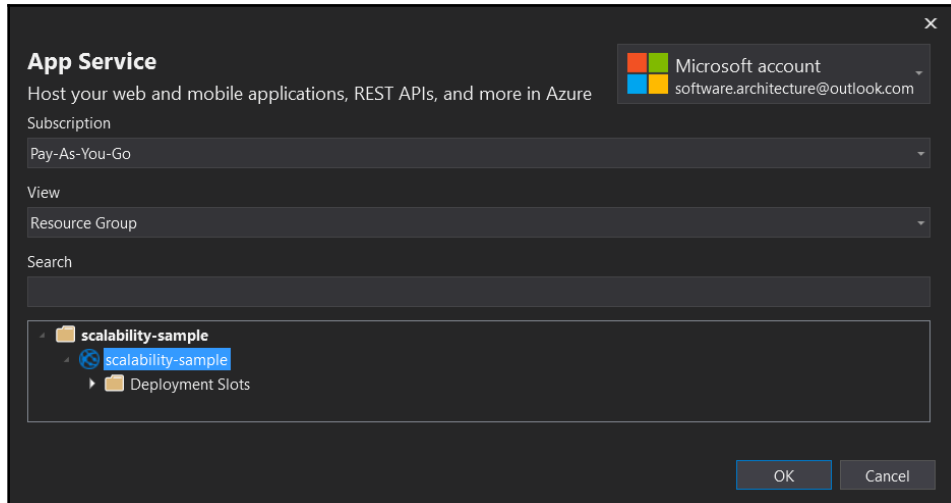 App Service
Host your web and mobile applications, REST APIs, and more in Azure
Microsoft account
software.architecture@outlook.com
Subscription
Pay-As-You-Go
View
Resource Group
Search
scalability-sample
scalability-sample
Deployment Slots
OK
Cancel